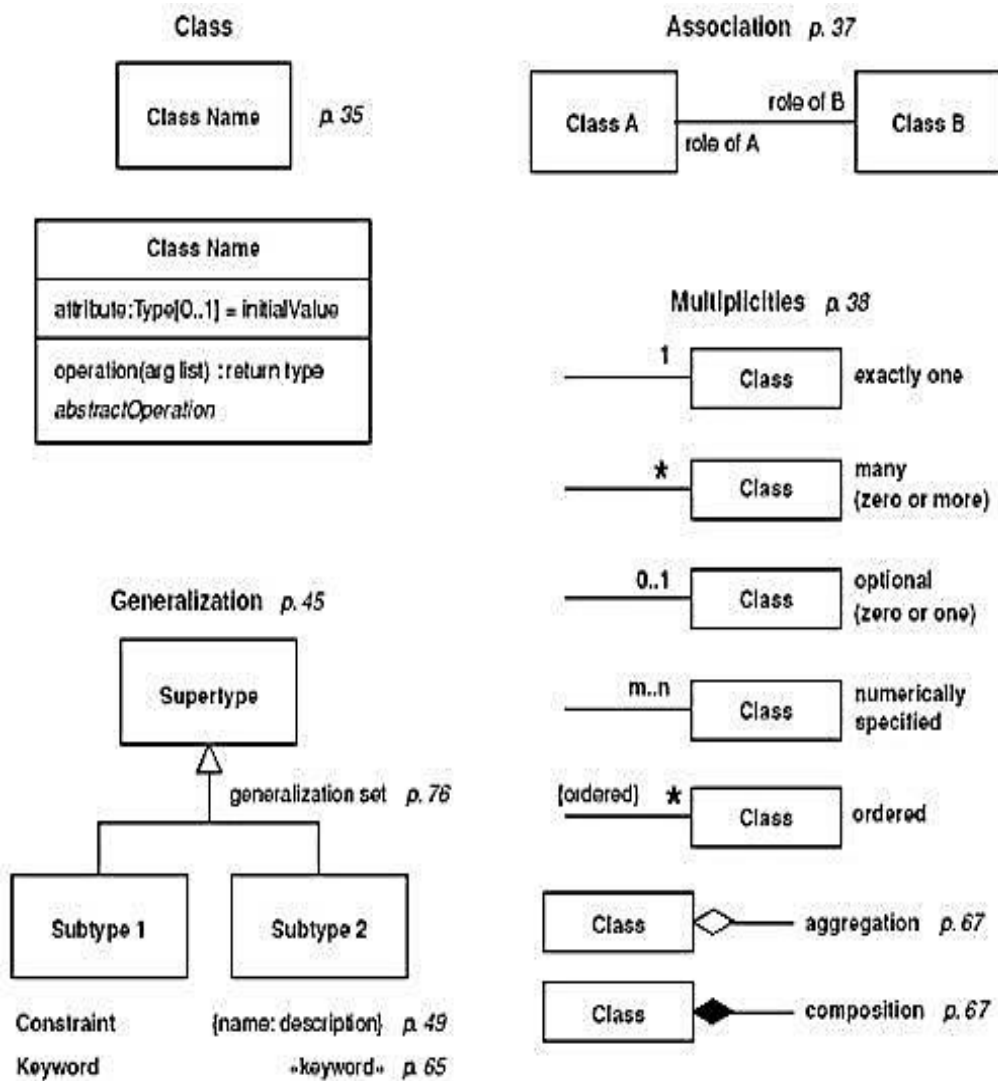 Class
Class Name p. 35
Class Name
attribute:Type[0..1] = initialValue
operation(arg list) : return type
abstractOperation
Generalization p. 45
Supertype
generalization set p. 76
Subtype 1
Subtype 2
Constraint {name: description} p. 49
Keyword «keyword» p. 65
Association p. 37
Class A
role of B
role of A
Class B
Multiplicities p. 38
1
Class
exactly one
*
Class
many
(zero or more)
0..1
Class
optional
(zero or one)
m..n
Class
numerically
specified
{ordered} *
Class
ordered
Class
aggregation p. 67
Class
composition p. 67